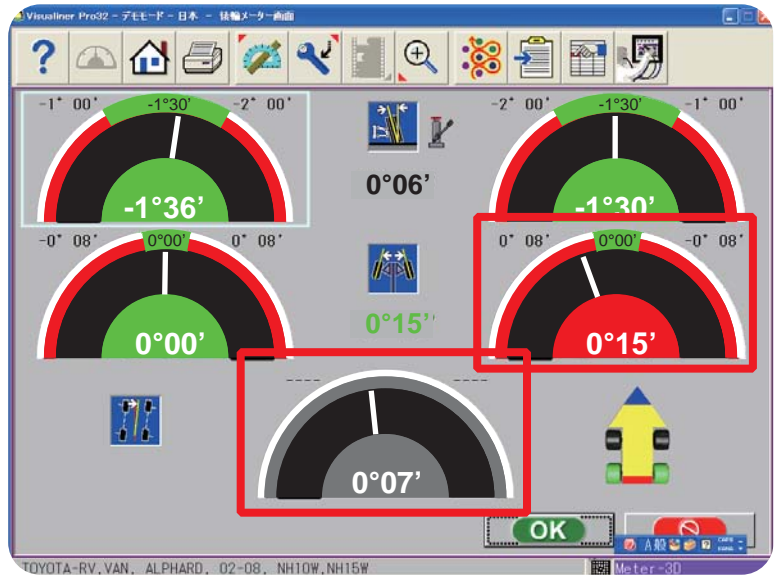 Visualiner Pro32 - デモモード - 日本 - 後輪メーター画面
-1° 00' -1°30' -2° 00'
-2° 00' -1°30' -1° 00'
0°06'
-1°36'
-1°30'
-0° 08' 0°00' 0° 08'
0° 08' 0°00' -0° 08'
0°15'
0°00'
0°15'
---- ----
0°07'
OK
A 般
CAPS
KANA
TOYOTA-RV,VAN, ALPHARD, 02-08, NH10W,NH15W
Meter-3D